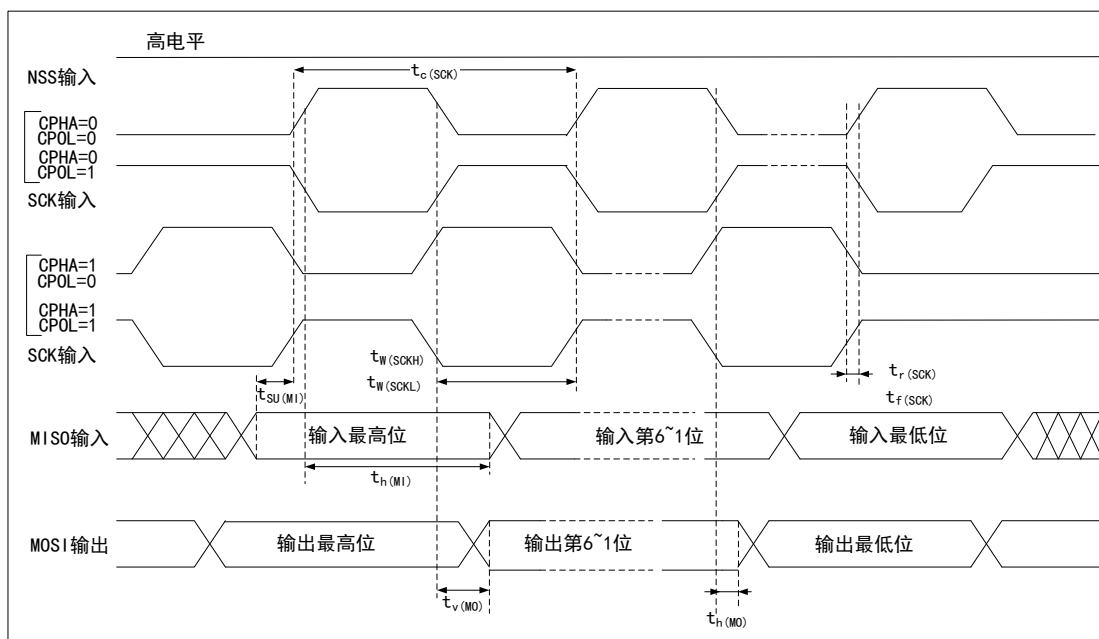 高电平
NSS输入
t_c(SCK)
CPHA=0
CPOL=0
CPHA=0
CPOL=1
SCK输入
CPHA=1
CPOL=0
CPHA=1
CPOL=1
SCK输入
t_W(SCKH)
t_W(SCKL)
t_r(SCK)
t_f(SCK)
t_SU(MI)
MISO输入
输入最高位
输入第6~1位
输入最低位
t_h(MI)
MOSI输出
输出最高位
输出第6~1位
输出最低位
t_v(MO)
t_h(MO)